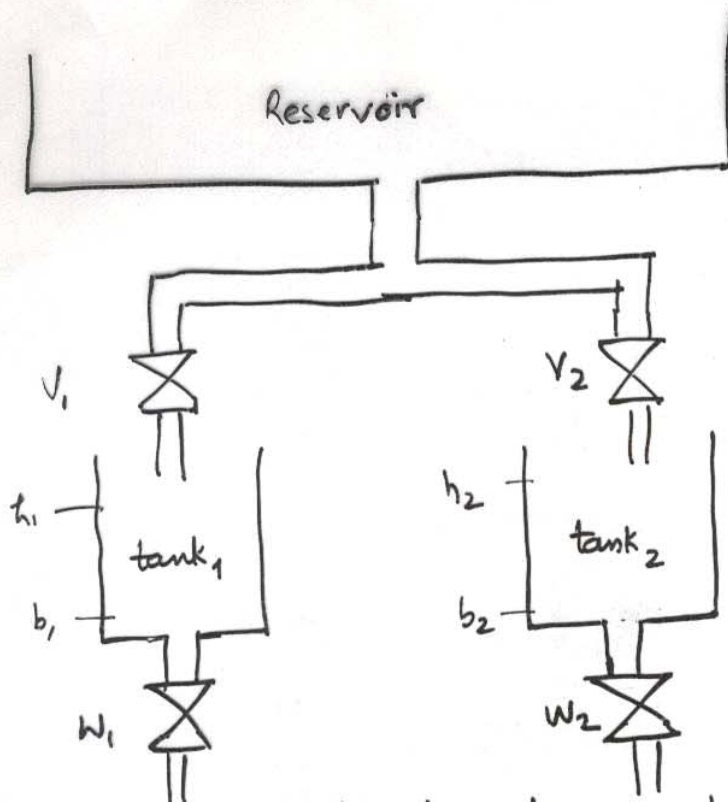 Reservoir
V₁
V₂
h₁
h₂
tank₁
tank₂
b₁
b₂
W₁
W₂